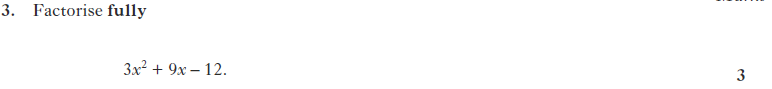 3. Factorise fully
3x² + 9x – 12.
3